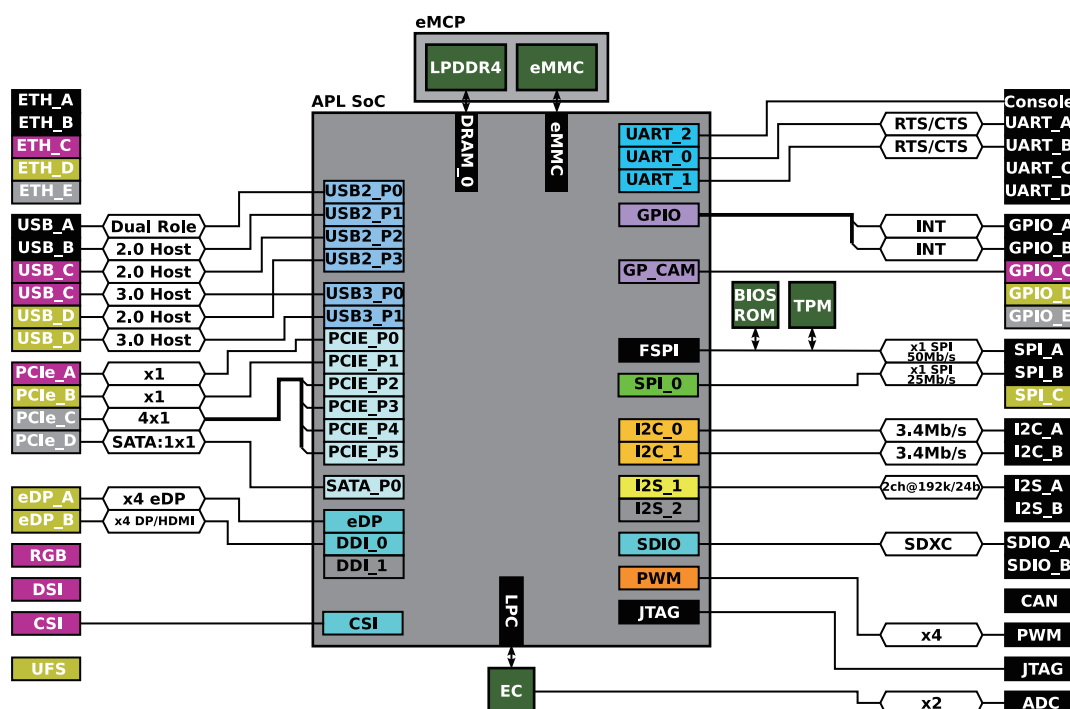 eMCP
LPDDR4
eMMC
APL SoC
DRAM_0
eMMC
ETH_A
ETH_B
ETH_C
ETH_D
ETH_E
USB_A
Dual Role
USB_B
2.0 Host
USB_C
2.0 Host
USB_C
3.0 Host
USB_D
2.0 Host
USB_D
3.0 Host
PCIe_A
x1
PCIe_B
x1
PCIe_C
4x1
PCIe_D
SATA:1x1
eDP_A
x4 eDP
eDP_B
x4 DP/HDMI
RGB
DSI
CSI
UFS
USB2_P0
USB2_P1
USB2_P2
USB2_P3
USB3_P0
USB3_P1
PCIE_P0
PCIE_P1
PCIE_P2
PCIE_P3
PCIE_P4
PCIE_P5
SATA_P0
eDP
DDI_0
DDI_1
CSI
LPC
EC
UART_2
UART_0
UART_1
GPIO
GP_CAM
BIOS
ROM
TPM
FSPI
SPI_0
I2C_0
I2C_1
I2S_1
I2S_2
SDIO
PWM
JTAG
Console
RTS/CTS
UART_A
RTS/CTS
UART_B
UART_C
UART_D
INT
GPIO_A
INT
GPIO_B
GPIO_C
GPIO_D
GPIO_E
x1 SPI
50Mb/s
SPI_A
x1 SPI
25Mb/s
SPI_B
SPI_C
3.4Mb/s
I2C_A
3.4Mb/s
I2C_B
2ch@192k/24b
I2S_A
I2S_B
SDXC
SDIO_A
SDIO_B
CAN
x4
PWM
JTAG
x2
ADC